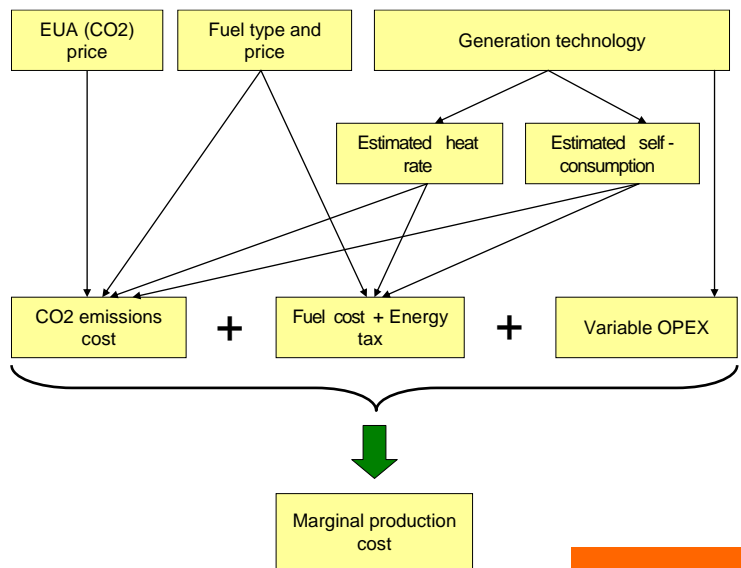 EUA (CO2)
price
Fuel type and
price
Generation technology
Estimated heat
rate
Estimated self-
consumption
CO2 emissions
cost
+
Fuel cost + Energy
tax
+
Variable OPEX
Marginal production
cost